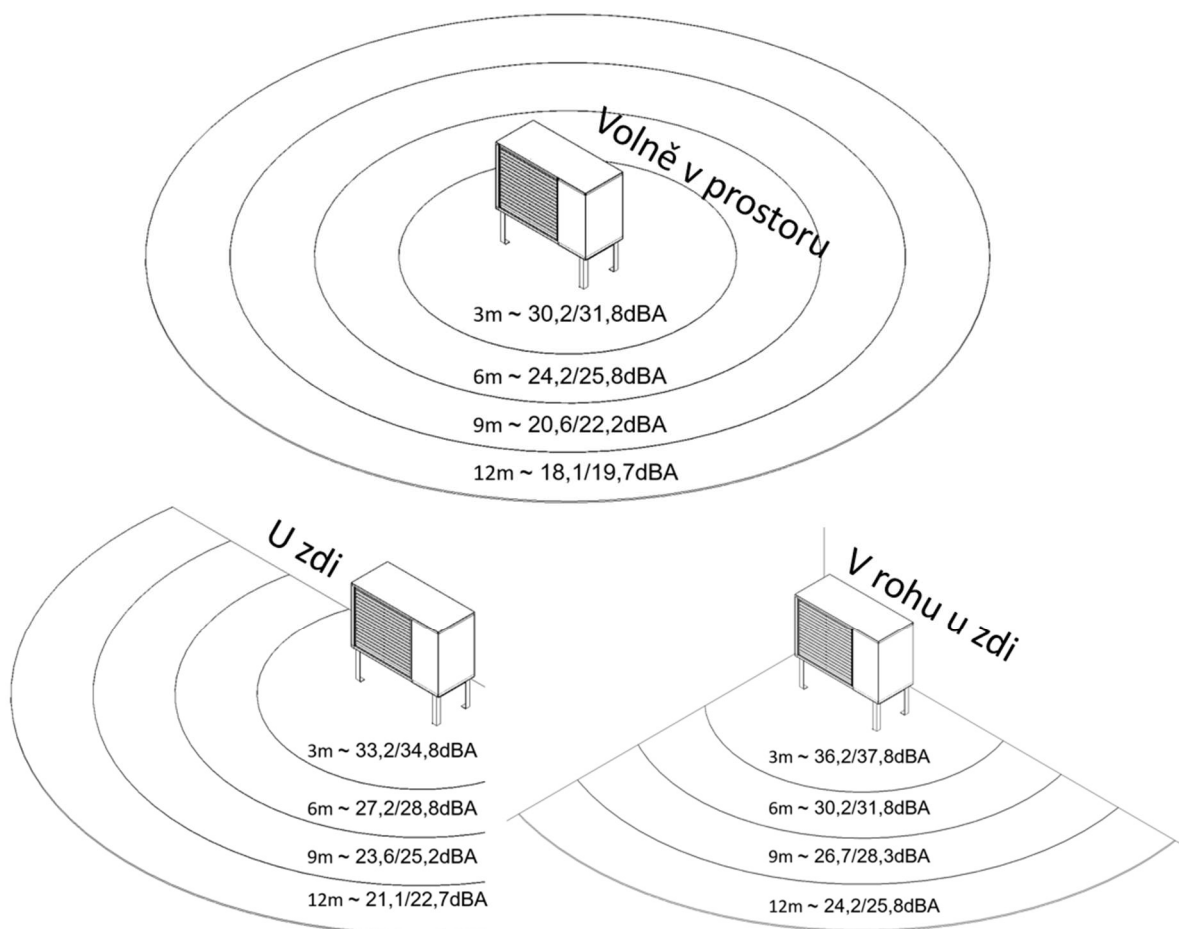 Volně v prostoru
3m ~ 30,2/31,8dBA
6m ~ 24,2/25,8dBA
9m ~ 20,6/22,2dBA
12m ~ 18,1/19,7dBA
U zdi
3m ~ 33,2/34,8dBA
6m ~ 27,2/28,8dBA
9m ~ 23,6/25,2dBA
12m ~ 21,1/22,7dBA
V rohu u zdi
3m ~ 36,2/37,8dBA
6m ~ 30,2/31,8dBA
9m ~ 26,7/28,3dBA
12m ~ 24,2/25,8dBA